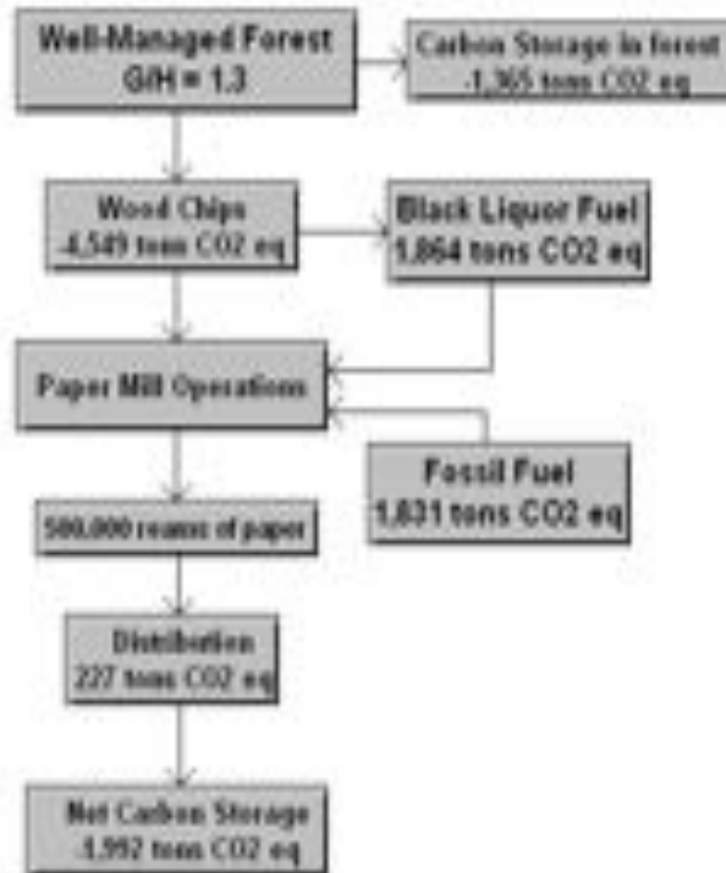 Well-Managed Forest
G/H = 1.3
Carbon Storage in forest
-1,365 tons CO2 eq
Wood Chips
-4,549 tons CO2 eq
Black Liquor Fuel
1,864 tons CO2 eq
Paper Mill Operations
Fossil Fuel
1,831 tons CO2 eq
500,000 reams of paper
Distribution
227 tons CO2 eq
Net Carbon Storage
-1,992 tons CO2 eq